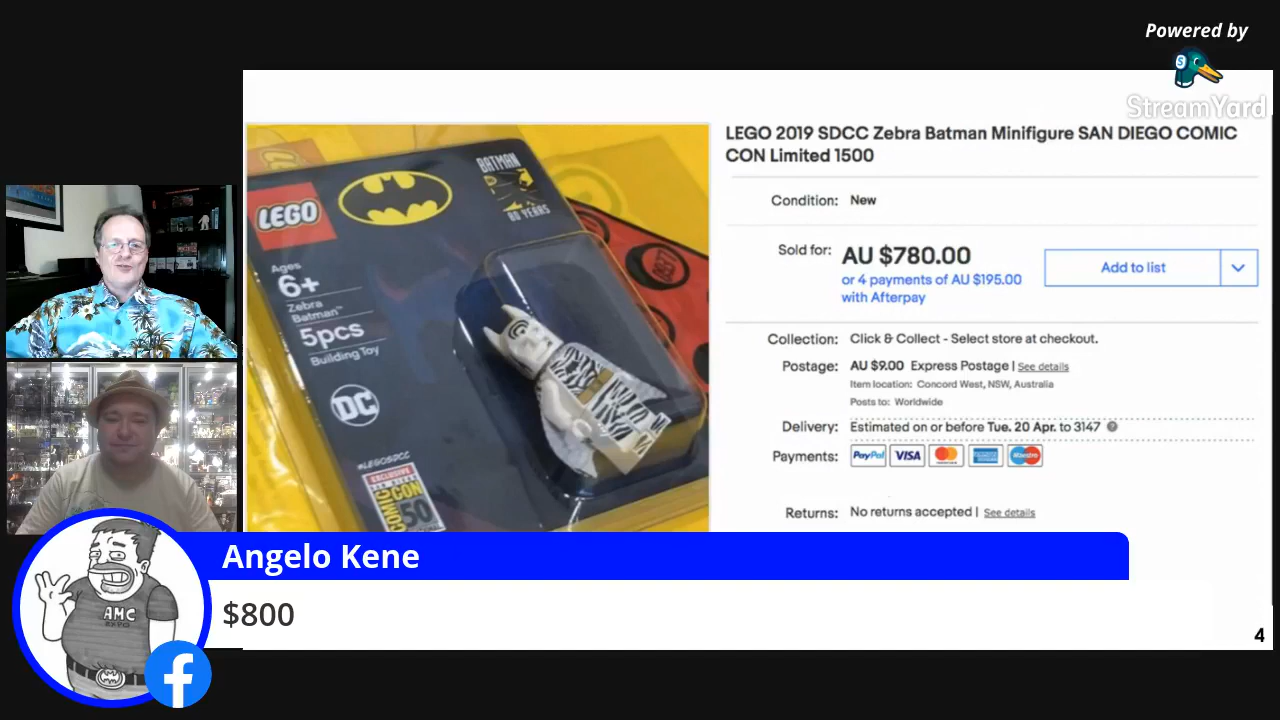 Powered by
StreamYard
LEGO 2019 SDCC Zebra Batman Minifigure SAN DIEGO COMIC
CON Limited 1500
Condition: New
Sold for: AU $780.00
or 4 payments of AU $195.00
with Afterpay
Add to list
Collection: Click & Collect - Select store at checkout.
Postage: AU $9.00 Express Postage | See details
Item location: Concord West, NSW, Australia
Posts to: Worldwide
Delivery: Estimated on or before Tue. 20 Apr. to 3147
Payments: PayPal VISA
Maestro
Returns: No returns accepted | See details
LEGO
BATMAN
80 YEARS
Ages
6+
Zebra
Batman™
5pcs
Building Toy
DC
#LEGOSDCC
EXCLUSIVE
COMIC
CON 50
Angelo Kene
$800
AMC
4